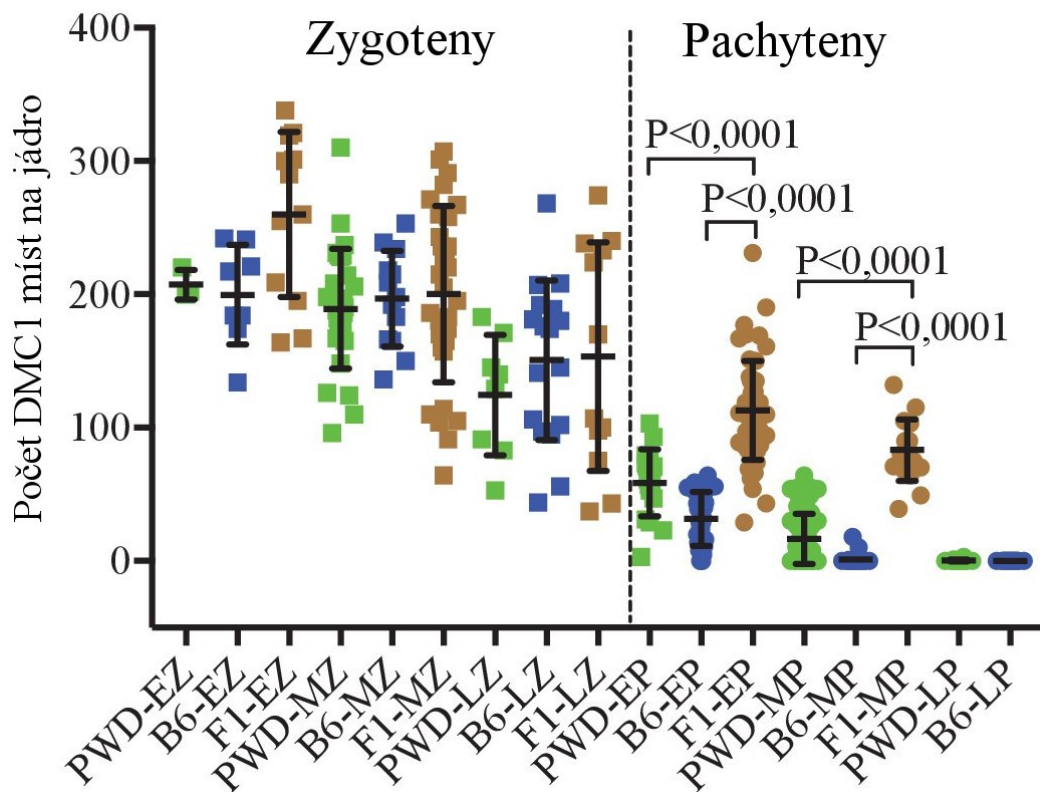 Zygoteny
Pachyteny
Počet DMC1 míst na jádro
400
300
200
100
0
P<0,0001
P<0,0001
P<0,0001
P<0,0001
PWD-EZ
B6-EZ
F1-EZ
PWD-MZ
B6-MZ
F1-MZ
PWD-LZ
B6-LZ
F1-LZ
PWD-EP
B6-EP
F1-EP
PWD-MP
B6-MP
F1-MP
PWD-LP
B6-LP